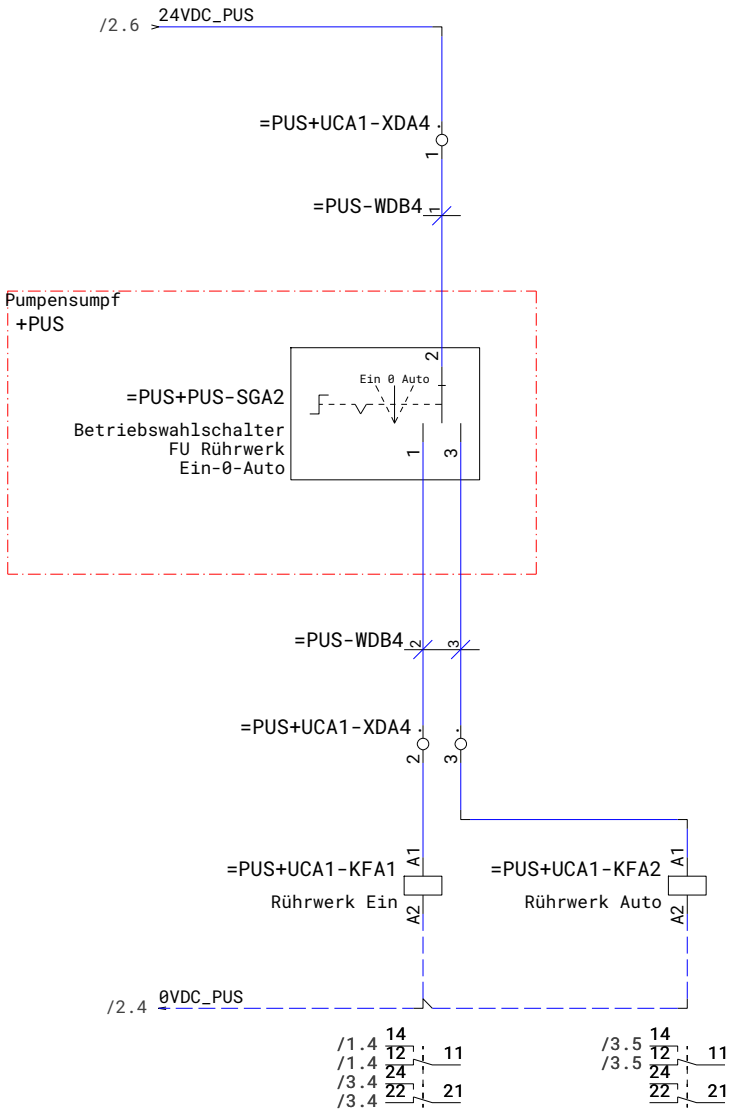 24VDC_PUS
/2.6
=PUS+UCA1-XDA4
1
=PUS-WDB4
1
Pumpensumpf
+PUS
2
Ein 0 Auto
=PUS+PUS-SGA2
Betriebswahlschalter
FU Rührwerk
Ein-0-Auto
1
3
=PUS-WDB4
2
3
=PUS+UCA1-XDA4
2
3
=PUS+UCA1-KFA1
A1
Rührwerk Ein
A2
=PUS+UCA1-KFA2
A1
Rührwerk Auto
A2
/2.4
0VDC_PUS
/1.4 14
/1.4 12 11
/3.4 24
/3.4 22 21
/3.5 14
/3.5 12 11
24
22 21